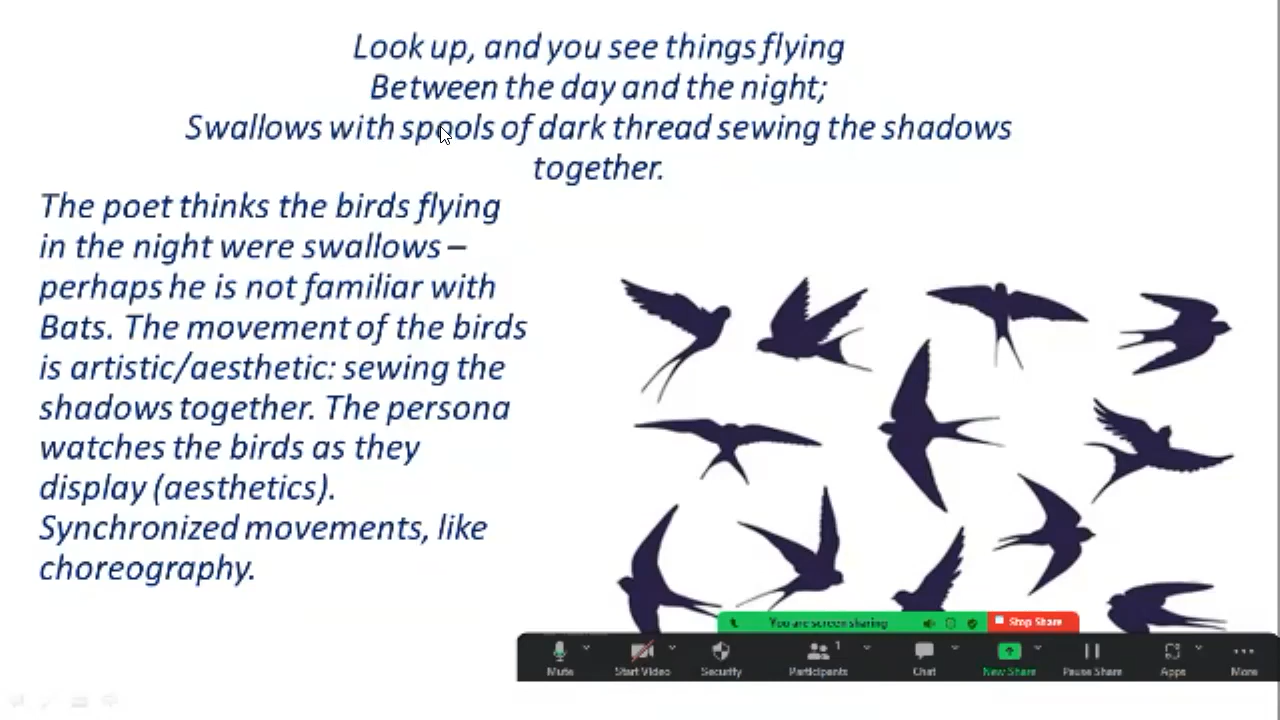 Look up, and you see things flying
Between the day and the night;
Swallows with spools of dark thread sewing the shadows
together.
The poet thinks the birds flying
in the night were swallows –
perhaps he is not familiar with
Bats. The movement of the birds
is artistic/aesthetic: sewing the
shadows together. The persona
watches the birds as they
display (aesthetics).
Synchronized movements, like
choreography.
You are screen sharing
Stop Share
Mute
Start Video
Security
Participants
1
Chat
New Share
Pause Share
Apps
More